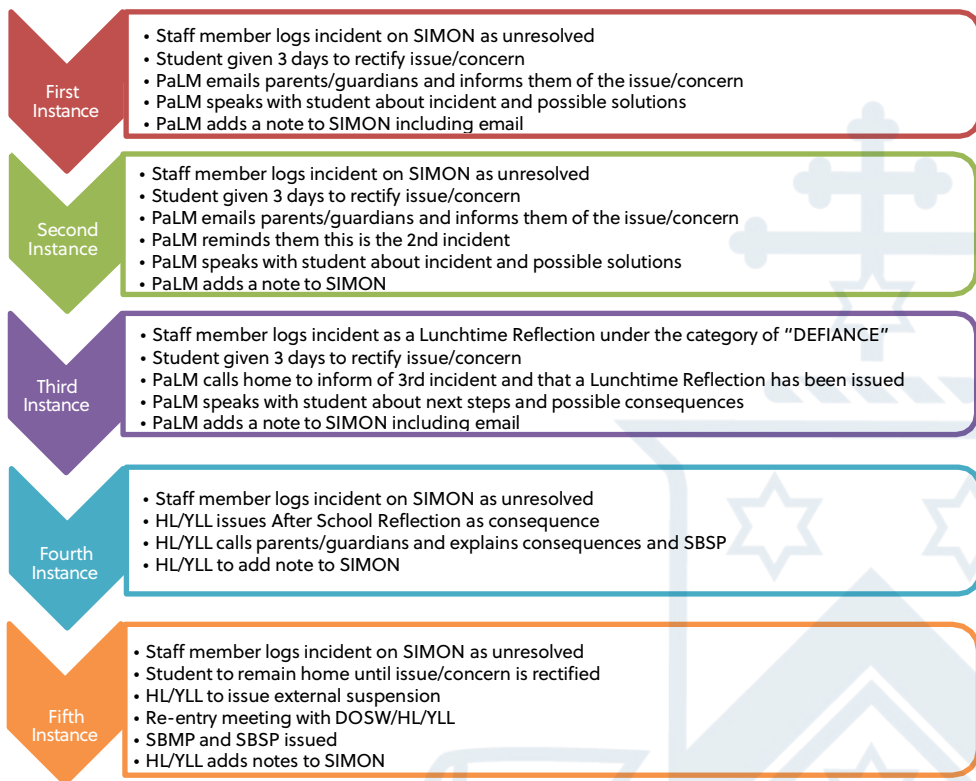 First
Instance
• Staff member logs incident on SIMON as unresolved
• Student given 3 days to rectify issue/concern
• PaLM emails parents/guardians and informs them of the issue/concern
• PaLM speaks with student about incident and possible solutions
• PaLM adds a note to SIMON including email
Second
Instance
• Staff member logs incident on SIMON as unresolved
• Student given 3 days to rectify issue/concern
• PaLM emails parents/guardians and informs them of the issue/concern
• PaLM reminds them this is the 2nd incident
• PaLM speaks with student about incident and possible solutions
• PaLM adds a note to SIMON
Third
Instance
• Staff member logs incident as a Lunchtime Reflection under the category of “DEFIANCE”
• Student given 3 days to rectify issue/concern
• PaLM calls home to inform of 3rd incident and that a Lunchtime Reflection has been issued
• PaLM speaks with student about next steps and possible consequences
• PaLM adds a note to SIMON including email
Fourth
Instance
• Staff member logs incident on SIMON as unresolved
• HL/YLL issues After School Reflection as consequence
• HL/YLL calls parents/guardians and explains consequences and SBSP
• HL/YLL to add note to SIMON
Fifth
Instance
• Staff member logs incident on SIMON as unresolved
• Student to remain home until issue/concern is rectified
• HL/YLL to issue external suspension
• Re-entry meeting with DOSW/HL/YLL
• SBMP and SBSP issued
• HL/YLL adds notes to SIMON